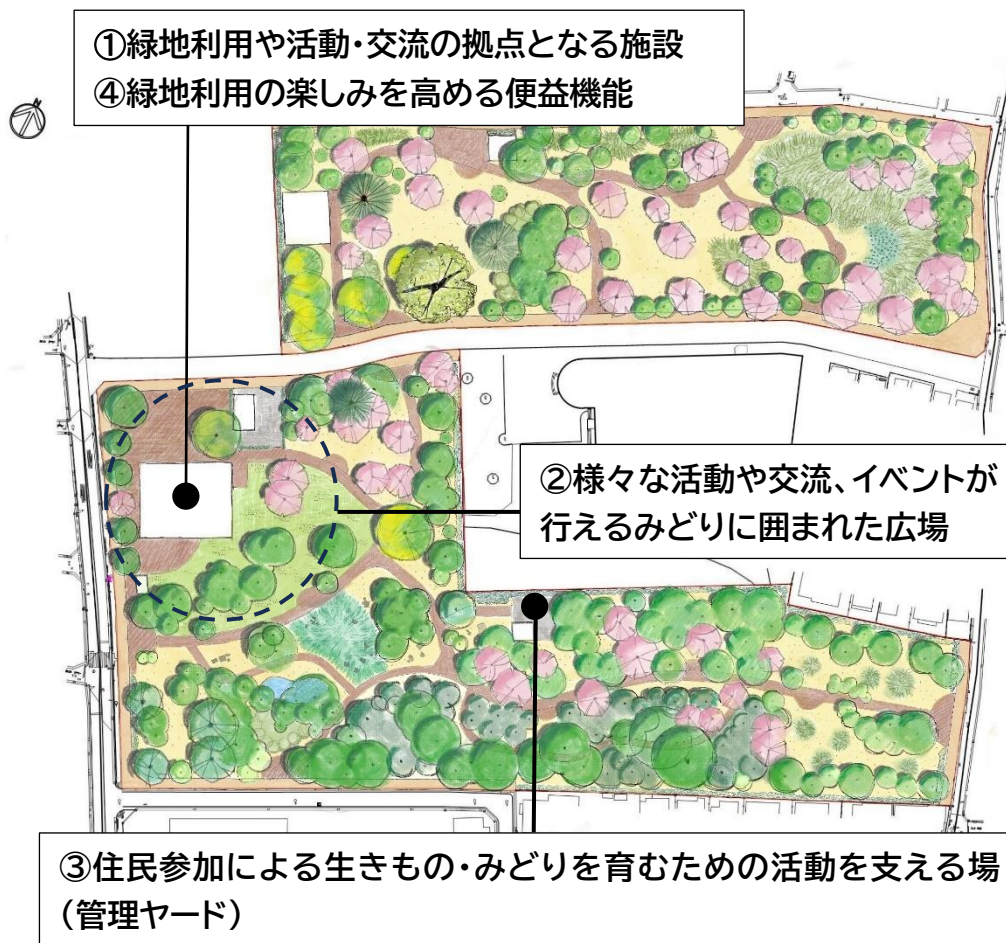 ①緑地利用や活動・交流の拠点となる施設
④緑地利用の楽しみを高める便益機能
②様々な活動や交流、イベントが
行えるみどりに囲まれた広場
③住民参加による生きもの・みどりを育むための活動を支える場
(管理ヤード)